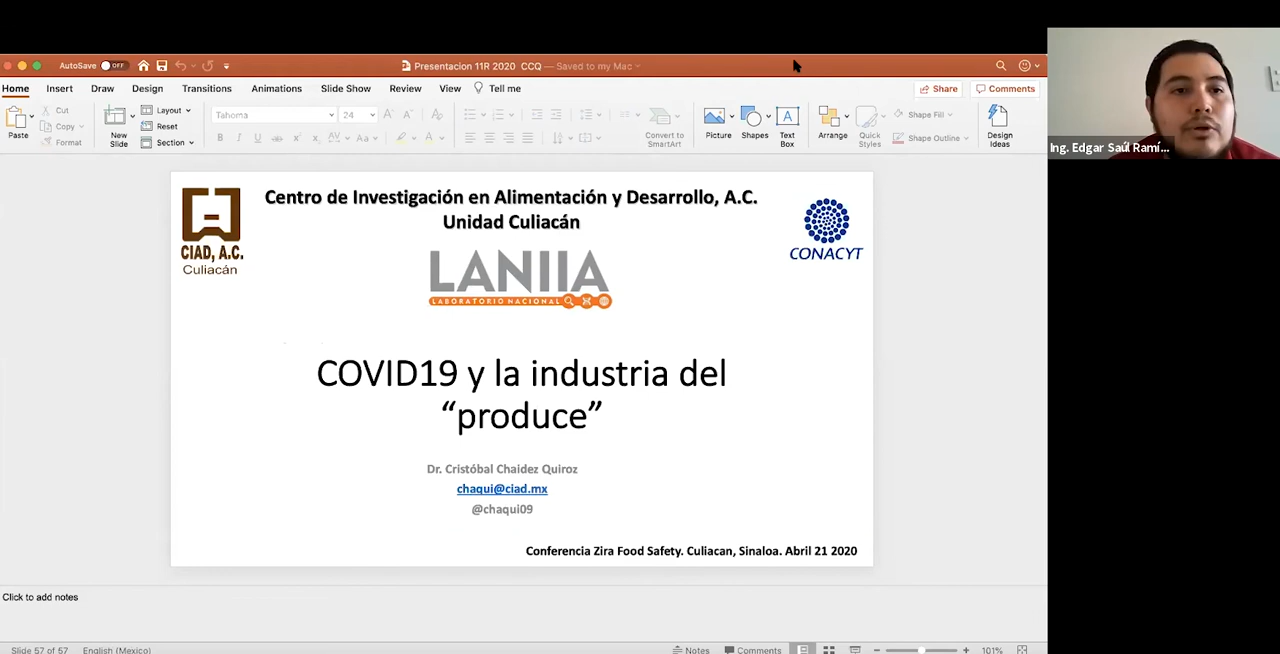 AutoSave OFF
Presentacion 11R 2020 CCQ — Saved to my Mac
Home Insert Draw Design Transitions Animations Slide Show Review View Tell me
Share Comments
Paste
Cut
Copy
Format
New Slide
Layout
Reset
Section
Tahoma 24
Convert to SmartArt
Picture
Shapes
Text Box
Arrange
Quick Styles
Shape Fill
Shape Outline
Design Ideas
Ing. Edgar Saúl Ramí...
CIAD, A.C.
Culiacán
Centro de Investigación en Alimentación y Desarrollo, A.C.
Unidad Culiacán
CONACYT
LANIIA
LABORATORIO NACIONAL
COVID19 y la industria del
“produce”
Dr. Cristóbal Chaidez Quiroz
chaqui@ciad.mx
@chaqui09
Conferencia Zira Food Safety. Culiacan, Sinaloa. Abril 21 2020
Click to add notes
Slide 57 of 57 English (Mexico) Notes Comments 101%